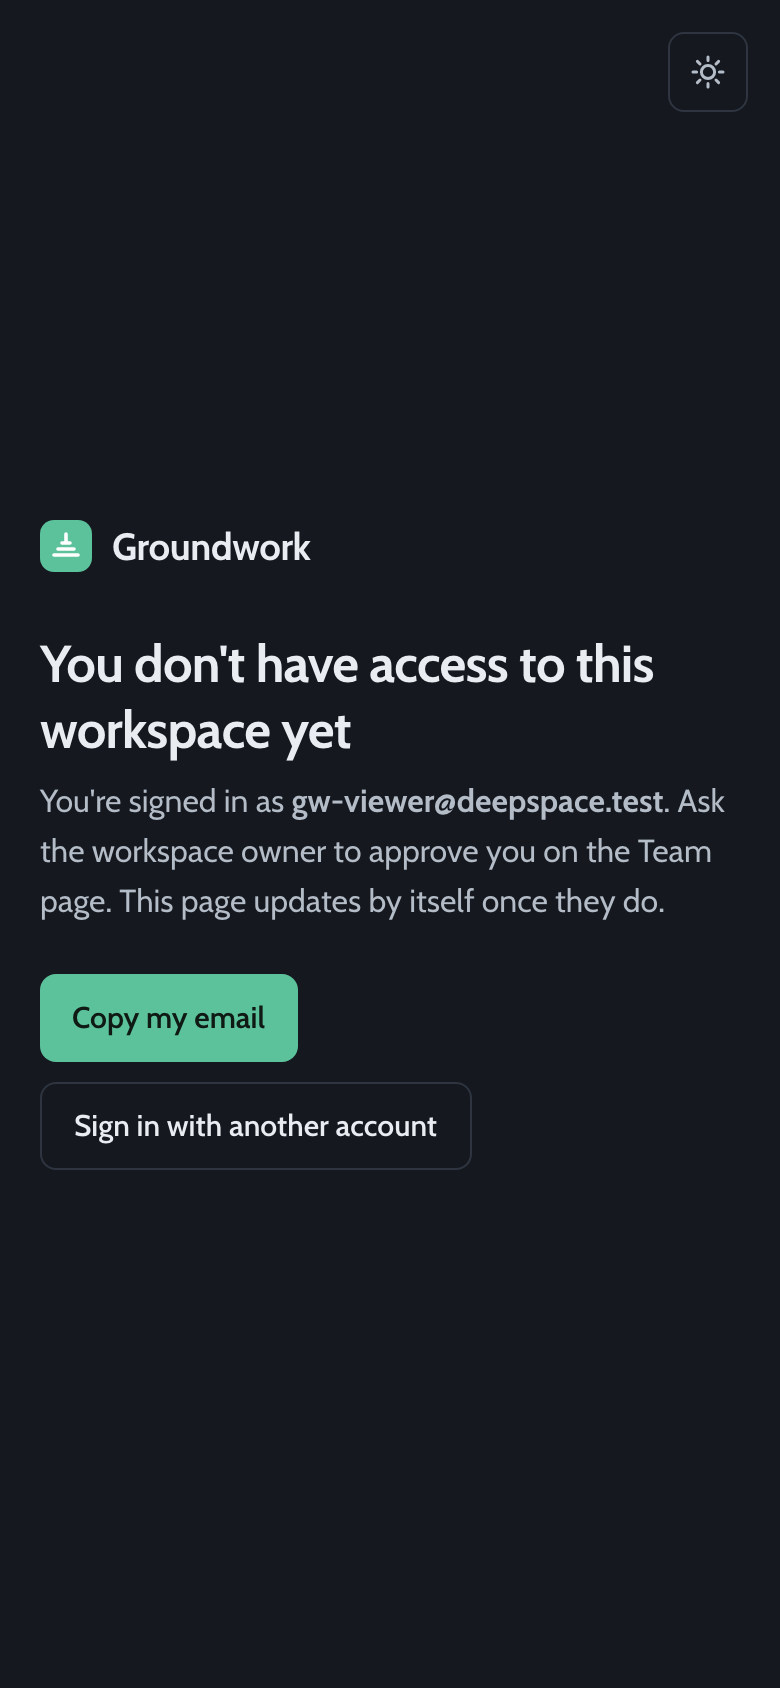 Groundwork
You don't have access to this
workspace yet
You're signed in as gw-viewer@deepspace.test. Ask
the workspace owner to approve you on the Team
page. This page updates by itself once they do.
Copy my email
Sign in with another account